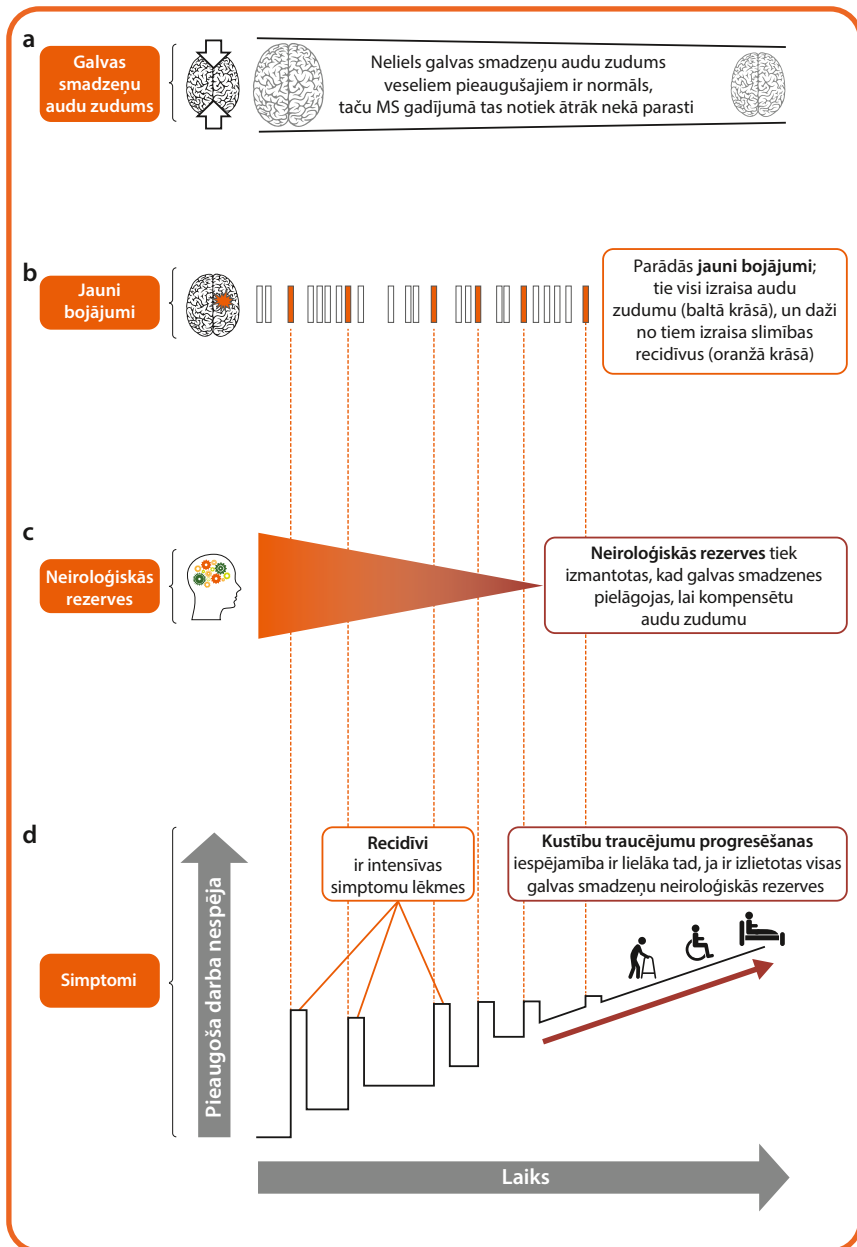 a
Galvas
smadzeņu
audu zudums
Neliels galvas smadzeņu audu zudums
veseliem pieaugušajiem ir normāls,
taču MS gadījumā tas notiek ātrāk nekā parasti
b
Jauni
bojājumi
Parādās jauni bojājumi;
tie visi izraisa audu
zudumu (baltā krāsā), un daži
no tiem izraisa slimības
recidīvus (oranžā krāsā)
c
Neiroloģiskās
rezerves
Neiroloģiskās rezerves tiek
izmantotas, kad galvas smadzenes
pielāgojas, lai kompensētu
audu zudumu
d
Simptomi
Pieaugoša darba nespēja
Recidīvi
ir intensīvas
simptomu lēkmes
Kustību traucējumu progresēšanas
iespējamība ir lielāka tad, ja ir izlietotas visas
galvas smadzeņu neiroloģiskās rezerves
Laiks